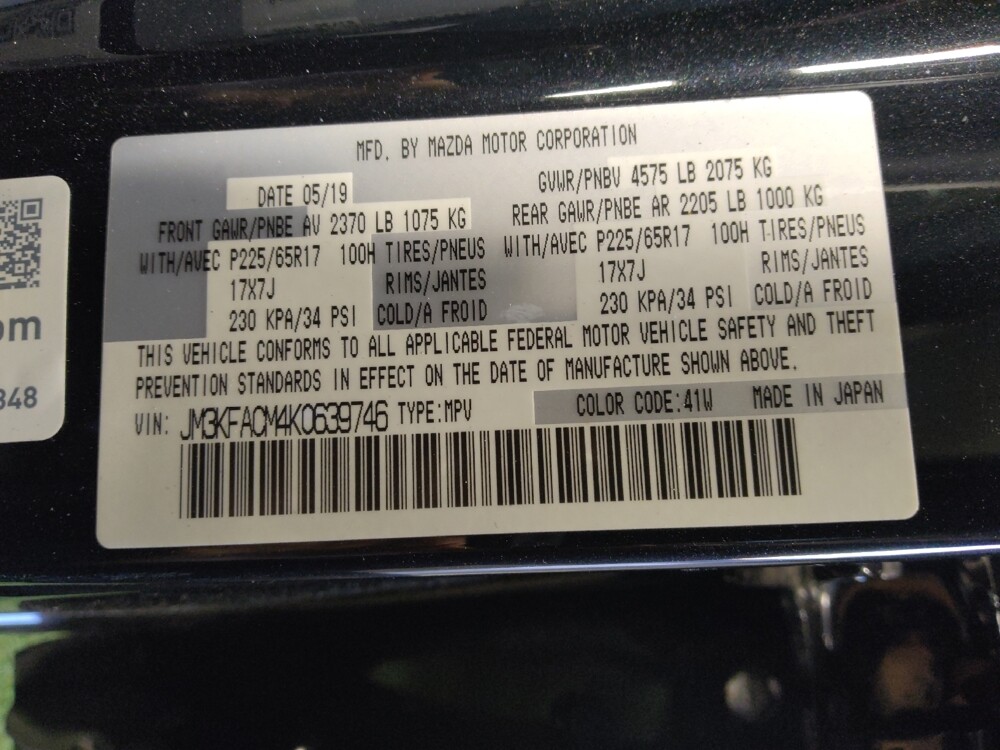 MFD. BY MAZDA MOTOR CORPORATION
DATE 05/19
GVWR/PNBV 4575 LB 2075 KG
FRONT GAWR/PNBE AV 2370 LB 1075 KG
REAR GAWR/PNBE AR 2205 LB 1000 KG
WITH/AVEC P225/65R17 100H TIRES/PNEUS
WITH/AVEC P225/65R17 100H TIRES/PNEUS
17X7J RIMS/JANTES
17X7J RIMS/JANTES
230 KPA/34 PSI COLD/A FROID
230 KPA/34 PSI COLD/A FROID
THIS VEHICLE CONFORMS TO ALL APPLICABLE FEDERAL MOTOR VEHICLE SAFETY AND THEFT
PREVENTION STANDARDS IN EFFECT ON THE DATE OF MANUFACTURE SHOWN ABOVE.
VIN: JM3KFACM4K0639746 TYPE:MPV
COLOR CODE:41W MADE IN JAPAN
om
348